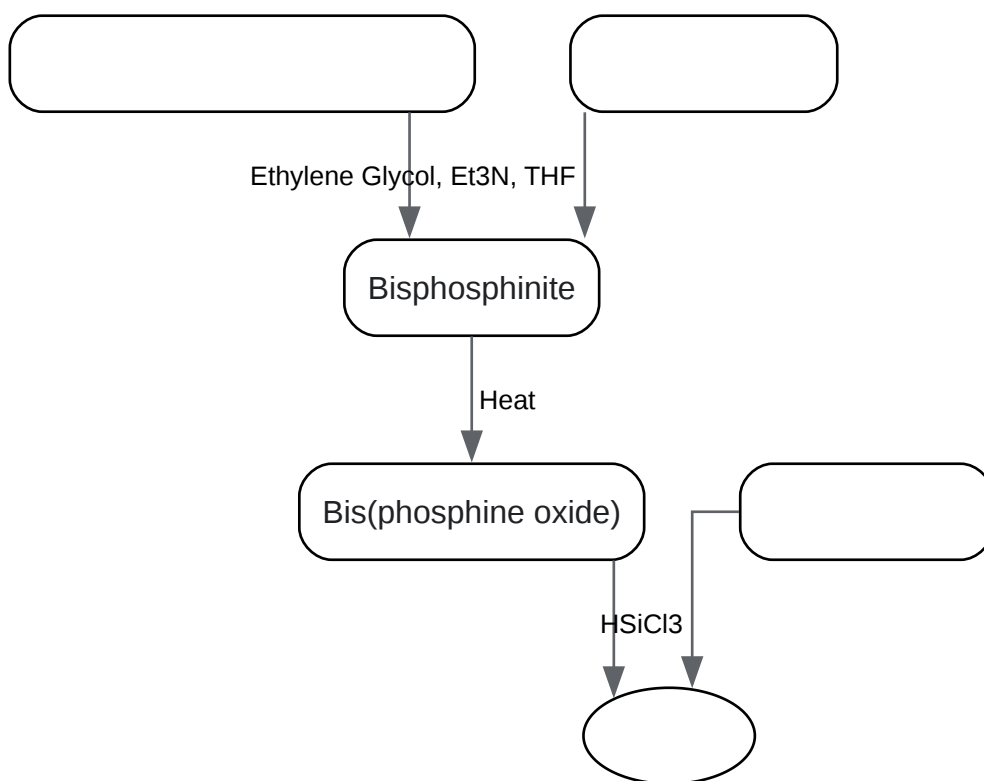 Ethylene Glycol, Et3N, THF
Bisphosphinite
Heat
Bis(phosphine oxide)
HSiCl3